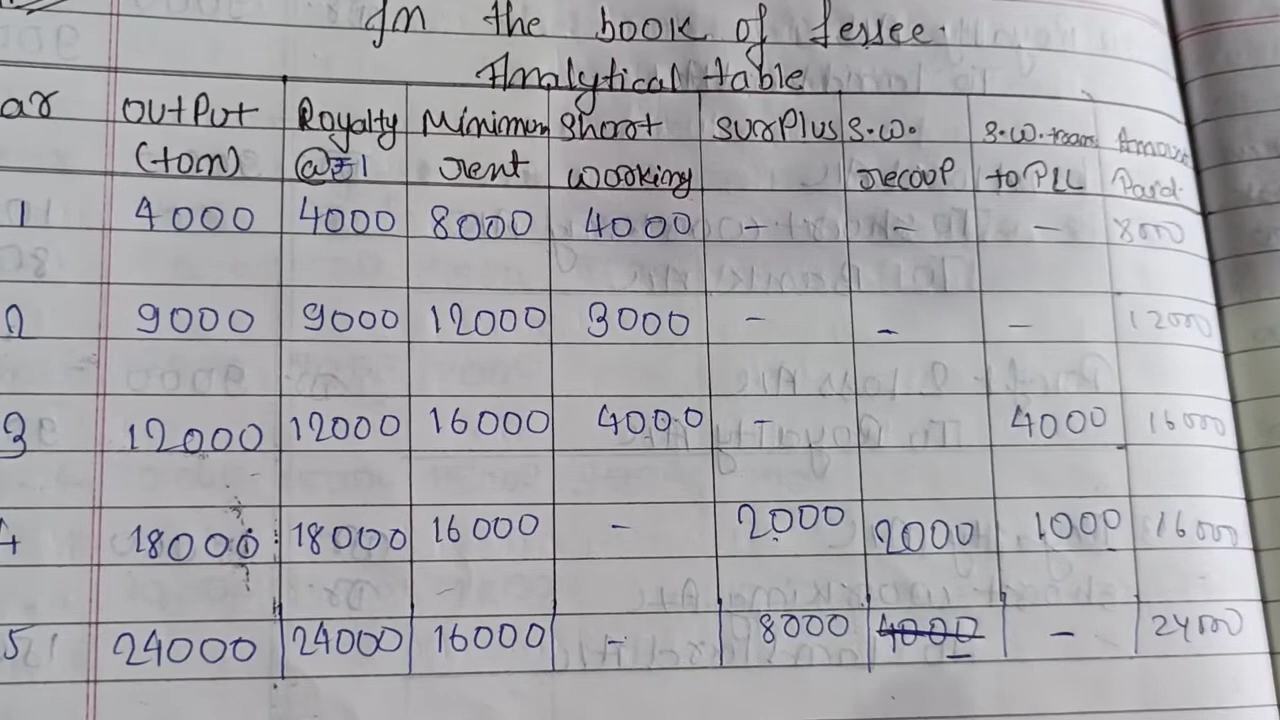 In the book of lessee.
Analytical table
ar Output Royalty Minimum Short Surplus S.W. S.W. Amount
(ton) @₹1 rent working recoup to P/L Paid.
1 4000 4000 8000 4000 - - - 8000
2 9000 9000 12000 3000 - - - 12000
3 12000 12000 16000 4000 - 4000 16000
4 18000 18000 16000 - 2000 2000 1000 16000
5 24000 24000 16000 - 8000 4000 - 24000